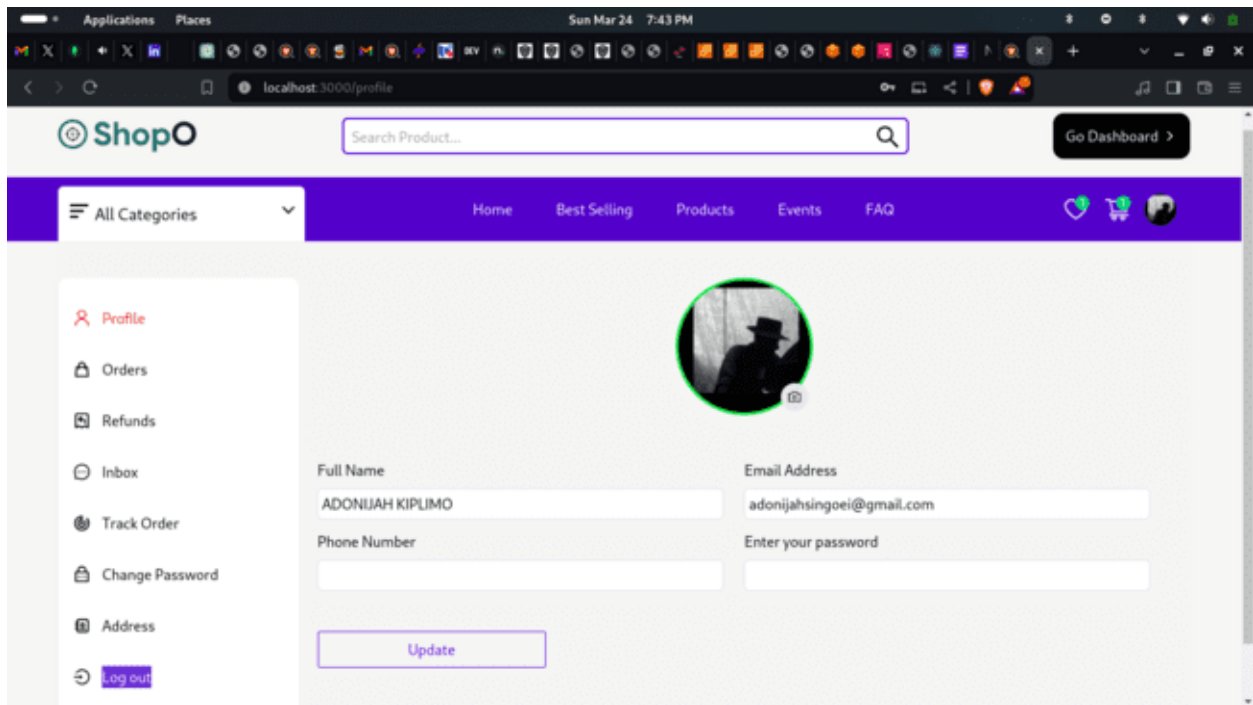 Applications Places Sun Mar 24 7:43 PM
localhost:3000/profile
ShopO Search Product... Go Dashboard >
All Categories Home Best Selling Products Events FAQ 1 1
Profile
Orders
Refunds
Inbox
Track Order
Change Password
Address
Log out
Full Name Email Address
ADONIJAH KIPLIMO adonijahsingoei@gmail.com
Phone Number Enter your password
Update